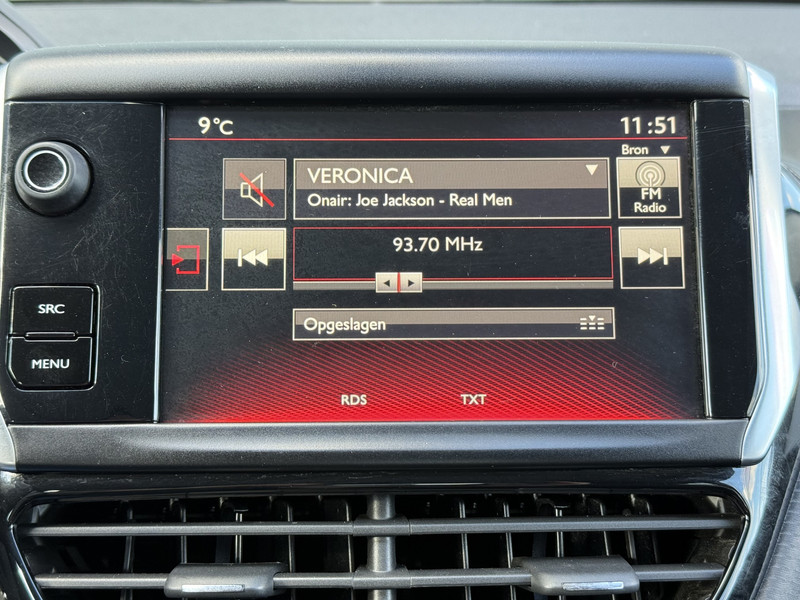 9°C
11:51
Bron
VERONICA
Onair: Joe Jackson - Real Men
FM
Radio
93.70 MHz
SRC
Opgeslagen
MENU
RDS
TXT